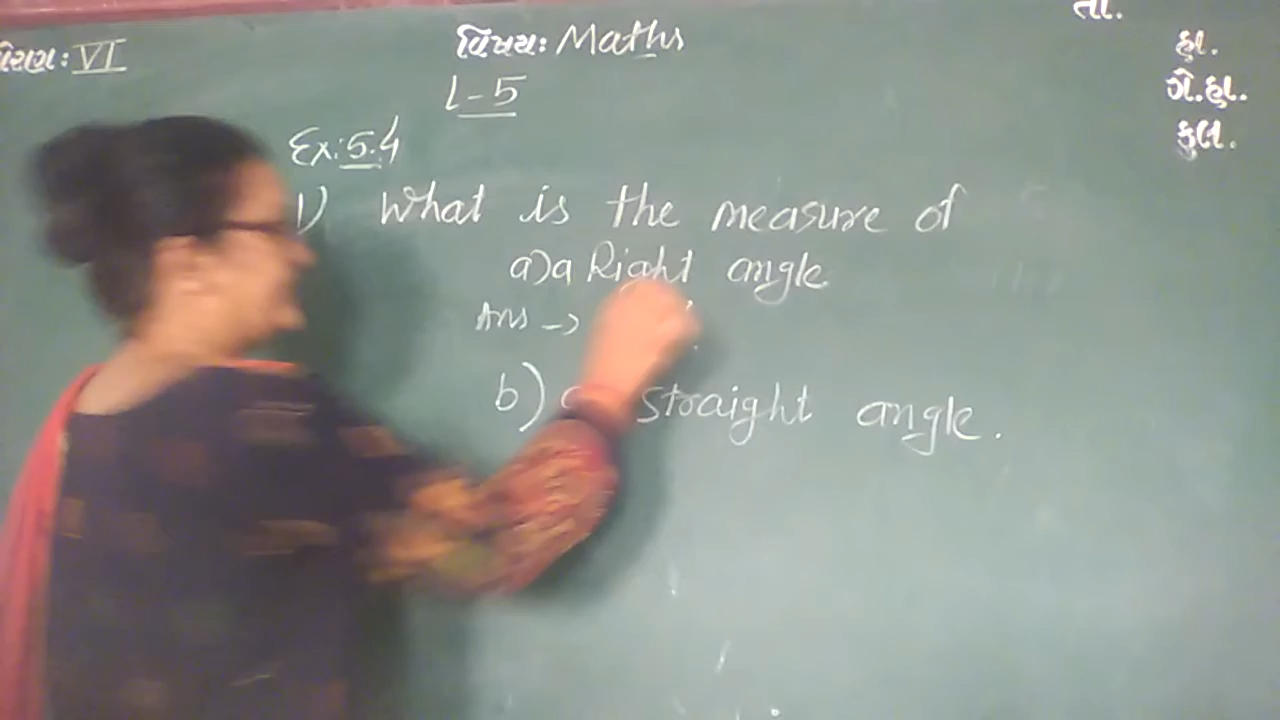 તા.
વિષય: Maths
VI
હા.
ગે.હા.
કુલ.
L-5
Ex: 5.4
1) What is the measure of
a) a Right angle
Ans →
b) straight angle.